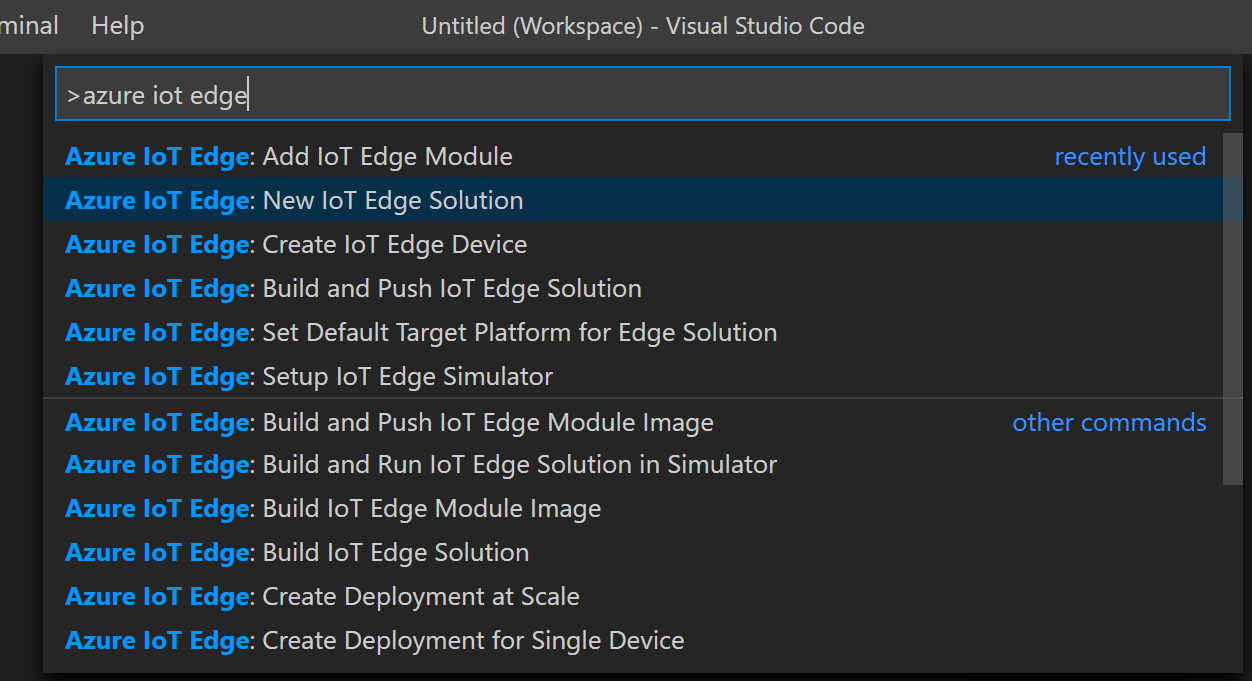 Help
Untitled (Workspace) - Visual Studio Code
>azure iot edge
Azure IoT Edge: Add IoT Edge Module recently used
Azure IoT Edge: New IoT Edge Solution
Azure IoT Edge: Create IoT Edge Device
Azure IoT Edge: Build and Push IoT Edge Solution
Azure IoT Edge: Set Default Target Platform for Edge Solution
Azure IoT Edge: Setup IoT Edge Simulator
Azure IoT Edge: Build and Push IoT Edge Module Image other commands
Azure IoT Edge: Build and Run IoT Edge Solution in Simulator
Azure IoT Edge: Build IoT Edge Module Image
Azure IoT Edge: Build IoT Edge Solution
Azure IoT Edge: Create Deployment at Scale
Azure IoT Edge: Create Deployment for Single Device